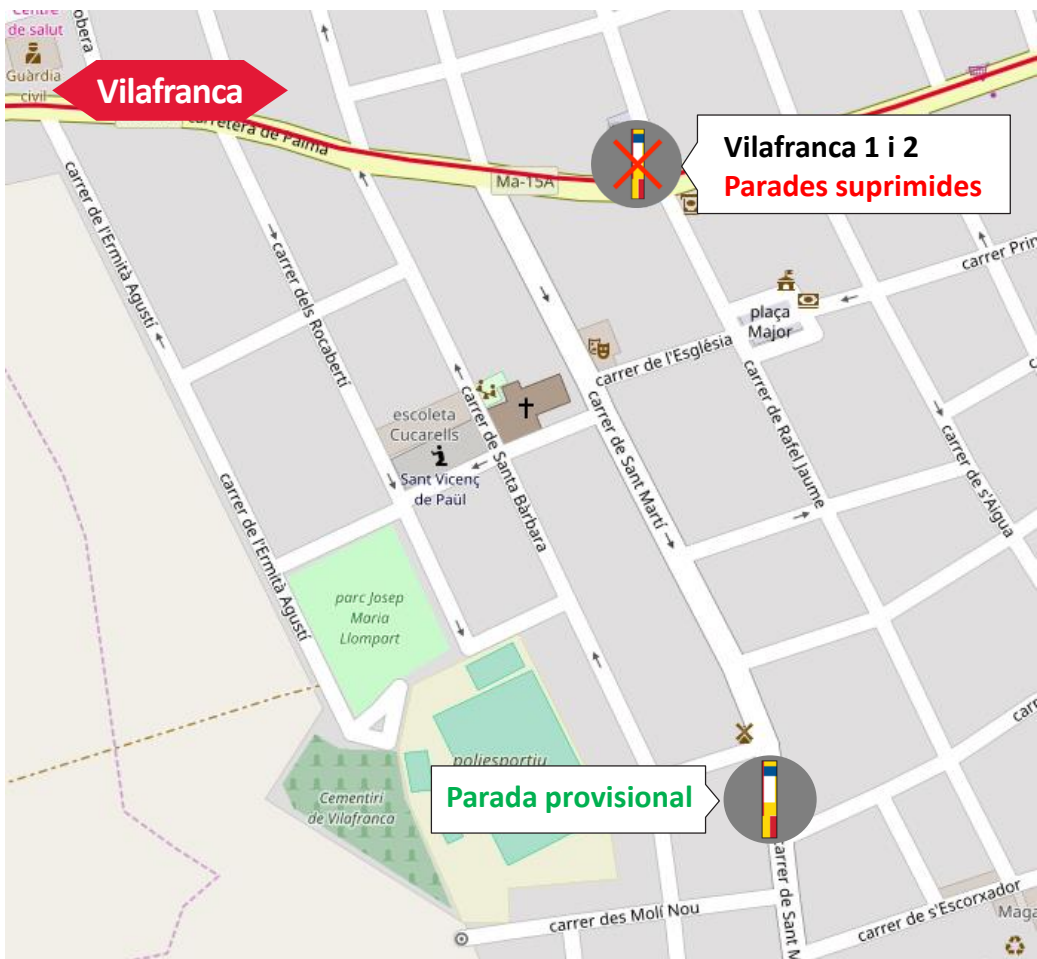 Centre
de salut
obera
Guàrdia
civil
Vilafranca
carretera de Palma
Ma-15A
Vilafranca 1 i 2
Parades suprimides
carrer de l'Ermità Agustí
carrer dels Rocabertí
carrer Prin
plaça
Major
carrer de l'Església
escoleta
Cucarells
Sant Vicenç
de Paül
carrer de Santa Bàrbara
carrer de Sant Martí
carrer de Rafel Jaume
carrer de s'Aigua
carrer de l'Ermità Agustí
parc Josep
Maria
Llompart
carr
poliesportiu
Parada provisional
Cementiri
de Vilafranca
carrer des Molí Nou
carrer de Sant M
carrer de s'Escorxador
Maga